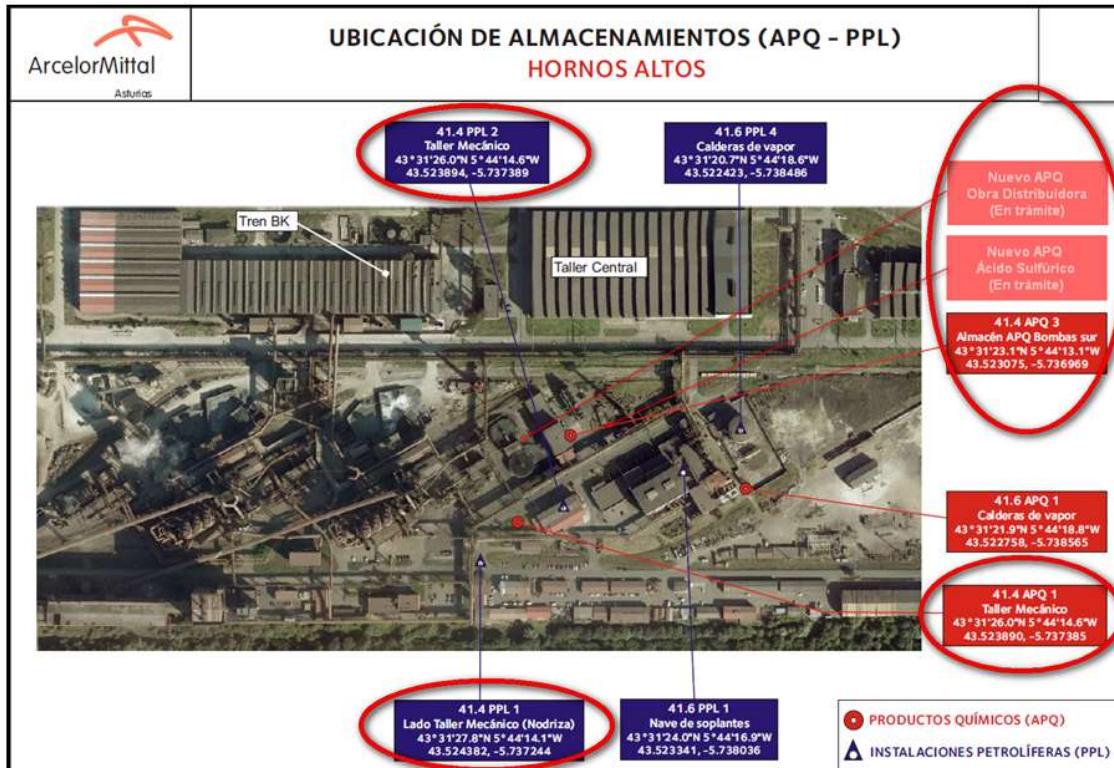 ArcelorMittal
Asturias
UBICACIÓN DE ALMACENAMIENTOS (APQ - PPL)
HORNOS ALTOS
41.4 PPL 2
Taller Mecánico
43°31'26.0"N 5°44'14.6"W
43.523894, -5.737389
41.6 PPL 4
Calderas de vapor
43°31'20.7"N 5°44'18.6"W
43.522423, -5.738486
Nuevo APQ
Obra Distribuidora
(En trámite)
Nuevo APQ
Ácido Sulfúrico
(En trámite)
41.4 APQ 3
Almacén APQ Bombas sur
43°31'23.1"N 5°44'13.1"W
43.523075, -5.736969
Tren BK
Taller Central
41.6 APQ 1
Calderas de vapor
43°31'21.9"N 5°44'18.8"W
43.522758, -5.738565
41.4 APQ 1
Taller Mecánico
43°31'26.0"N 5°44'14.6"W
43.523890, -5.737385
41.4 PPL 1
Lado Taller Mecánico (Nodriza)
43°31'27.8"N 5°44'14.1"W
43.524382, -5.737244
41.6 PPL 1
Nave de soplantes
43°31'24.0"N 5°44'16.9"W
43.523341, -5.738036
PRODUCTOS QUÍMICOS (APQ)
INSTALACIONES PETROLÍFERAS (PPL)